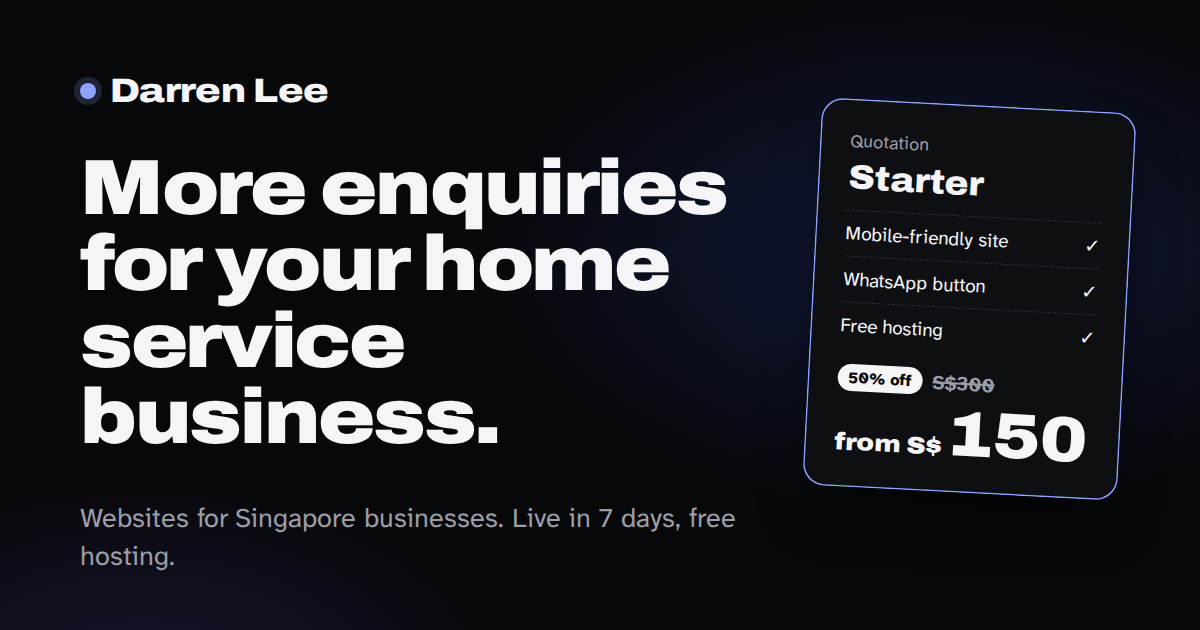 Darren Lee
More enquiries
for your home
service
business.
Websites for Singapore businesses. Live in 7 days, free
hosting.
Quotation
Starter
Mobile-friendly site ✓
WhatsApp button ✓
Free hosting ✓
50% off S$300
from S$ 150